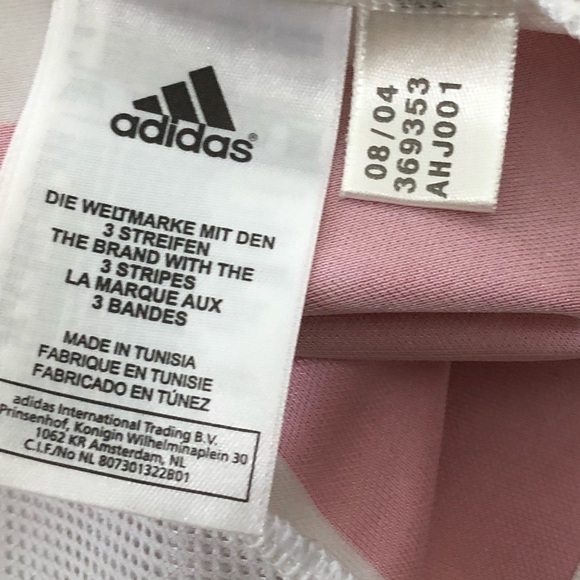 adidas®
DIE WELTMARKE MIT DEN
3 STREIFEN
THE BRAND WITH THE
3 STRIPES
LA MARQUE AUX
3 BANDES
MADE IN TUNISIA
FABRIQUE EN TUNISIE
FABRICADO EN TÚNEZ
adidas International Trading B.V.
Prinsenhof, Konigin Wilhelminaplein 30
1062 KR Amsterdam, NL
C.I.F./No NL 807301322B01
08/04
369353
AHJ001